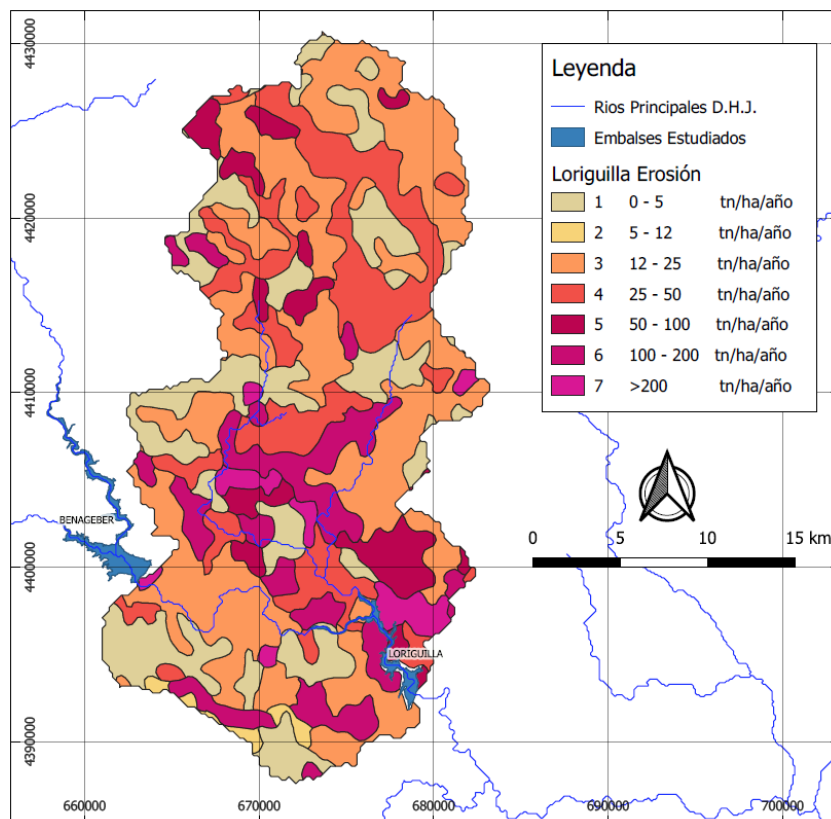 Leyenda
Rios Principales D.H.J.
Embalses Estudiados
Loriguilla Erosión
1 0 - 5 tn/ha/año
2 5 - 12 tn/ha/año
3 12 - 25 tn/ha/año
4 25 - 50 tn/ha/año
5 50 - 100 tn/ha/año
6 100 - 200 tn/ha/año
7 >200 tn/ha/año
4430000
4420000
4410000
4400000
4390000
BENAGEBER
LORIGUILLA
0 5 10 15 km
660000 670000 680000 690000 700000